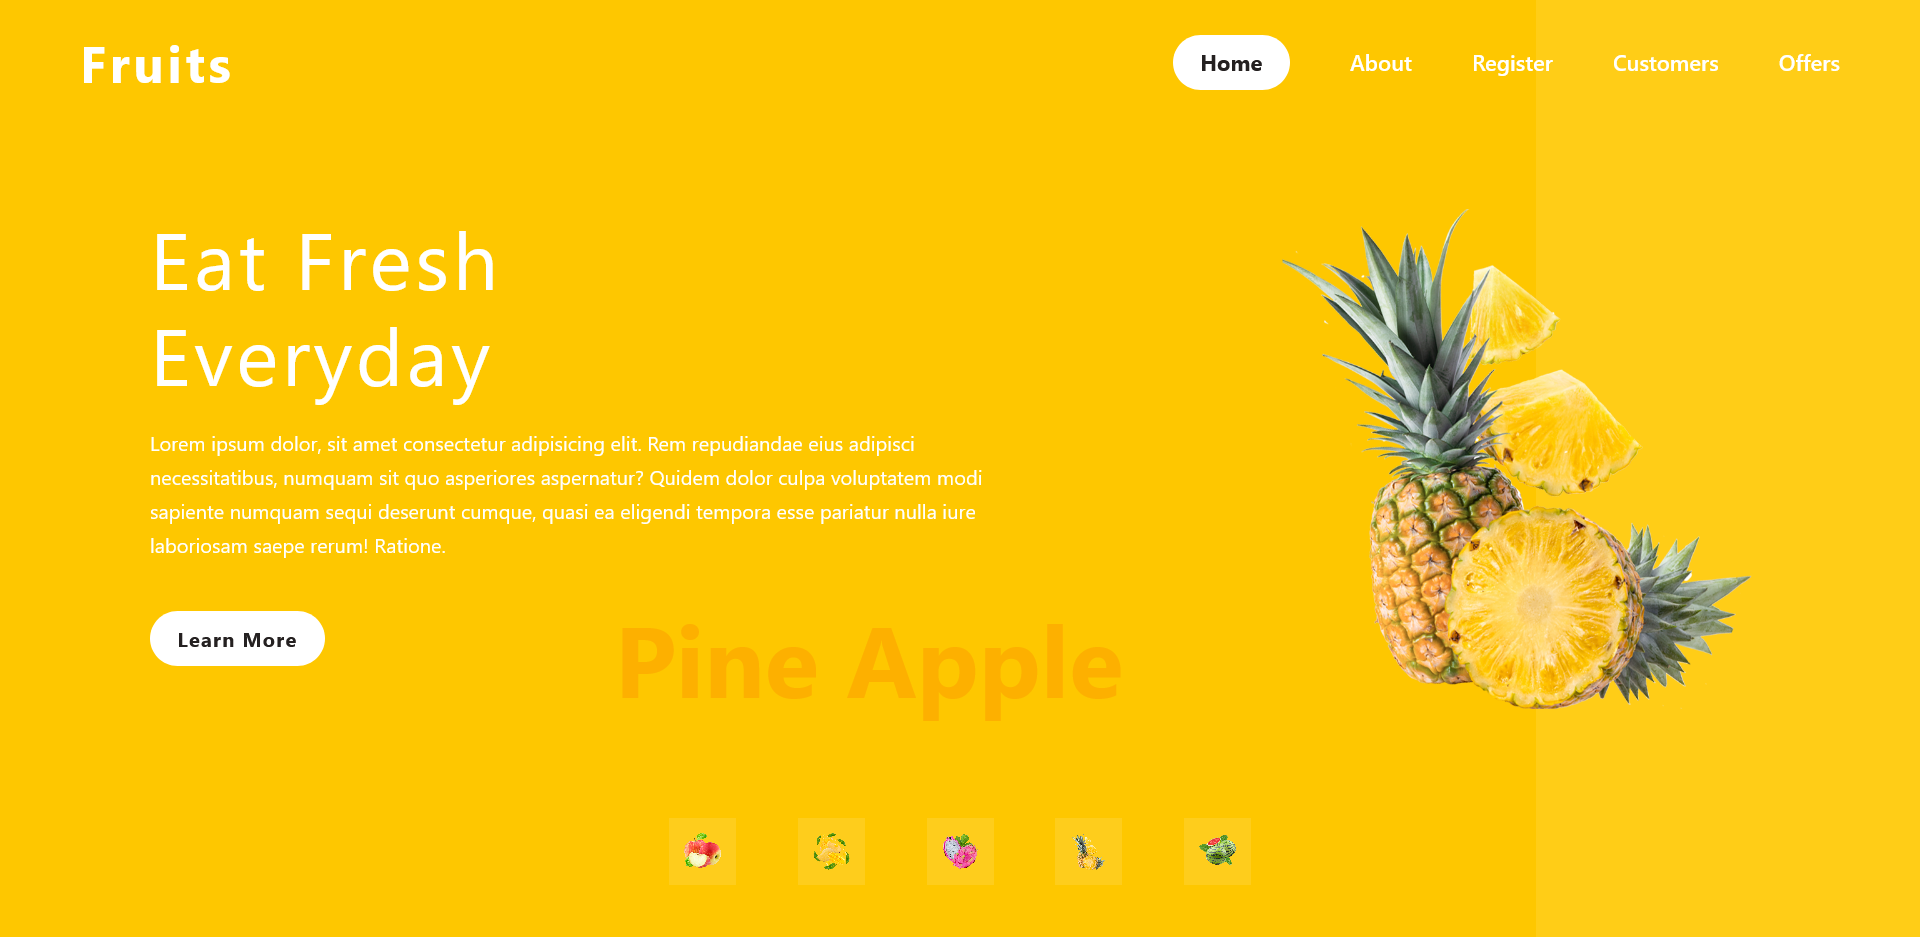 Fruits
Home
About
Register
Customers
Offers
Eat Fresh
Everyday
Lorem ipsum dolor, sit amet consectetur adipisicing elit. Rem repudiandae eius adipisci
necessitatibus, numquam sit quo asperiores aspernatur? Quidem dolor culpa voluptatem modi
sapiente numquam sequi deserunt cumque, quasi ea eligendi tempora esse pariatur nulla iure
laboriosam saepe rerum! Ratione.
Learn More
Pine Apple